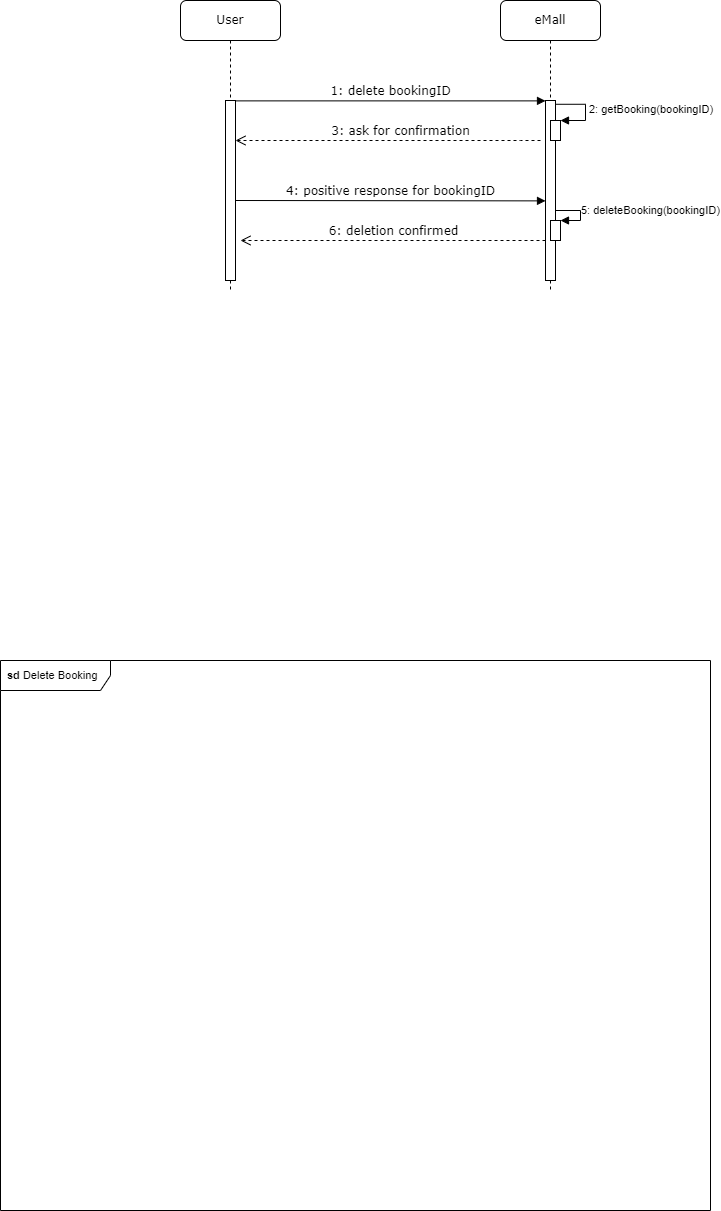 User
eMall
1: delete bookingID
2: getBooking(bookingID)
3: ask for confirmation
4: positive response for bookingID
5: deleteBooking(bookingID)
6: deletion confirmed
sd Delete Booking